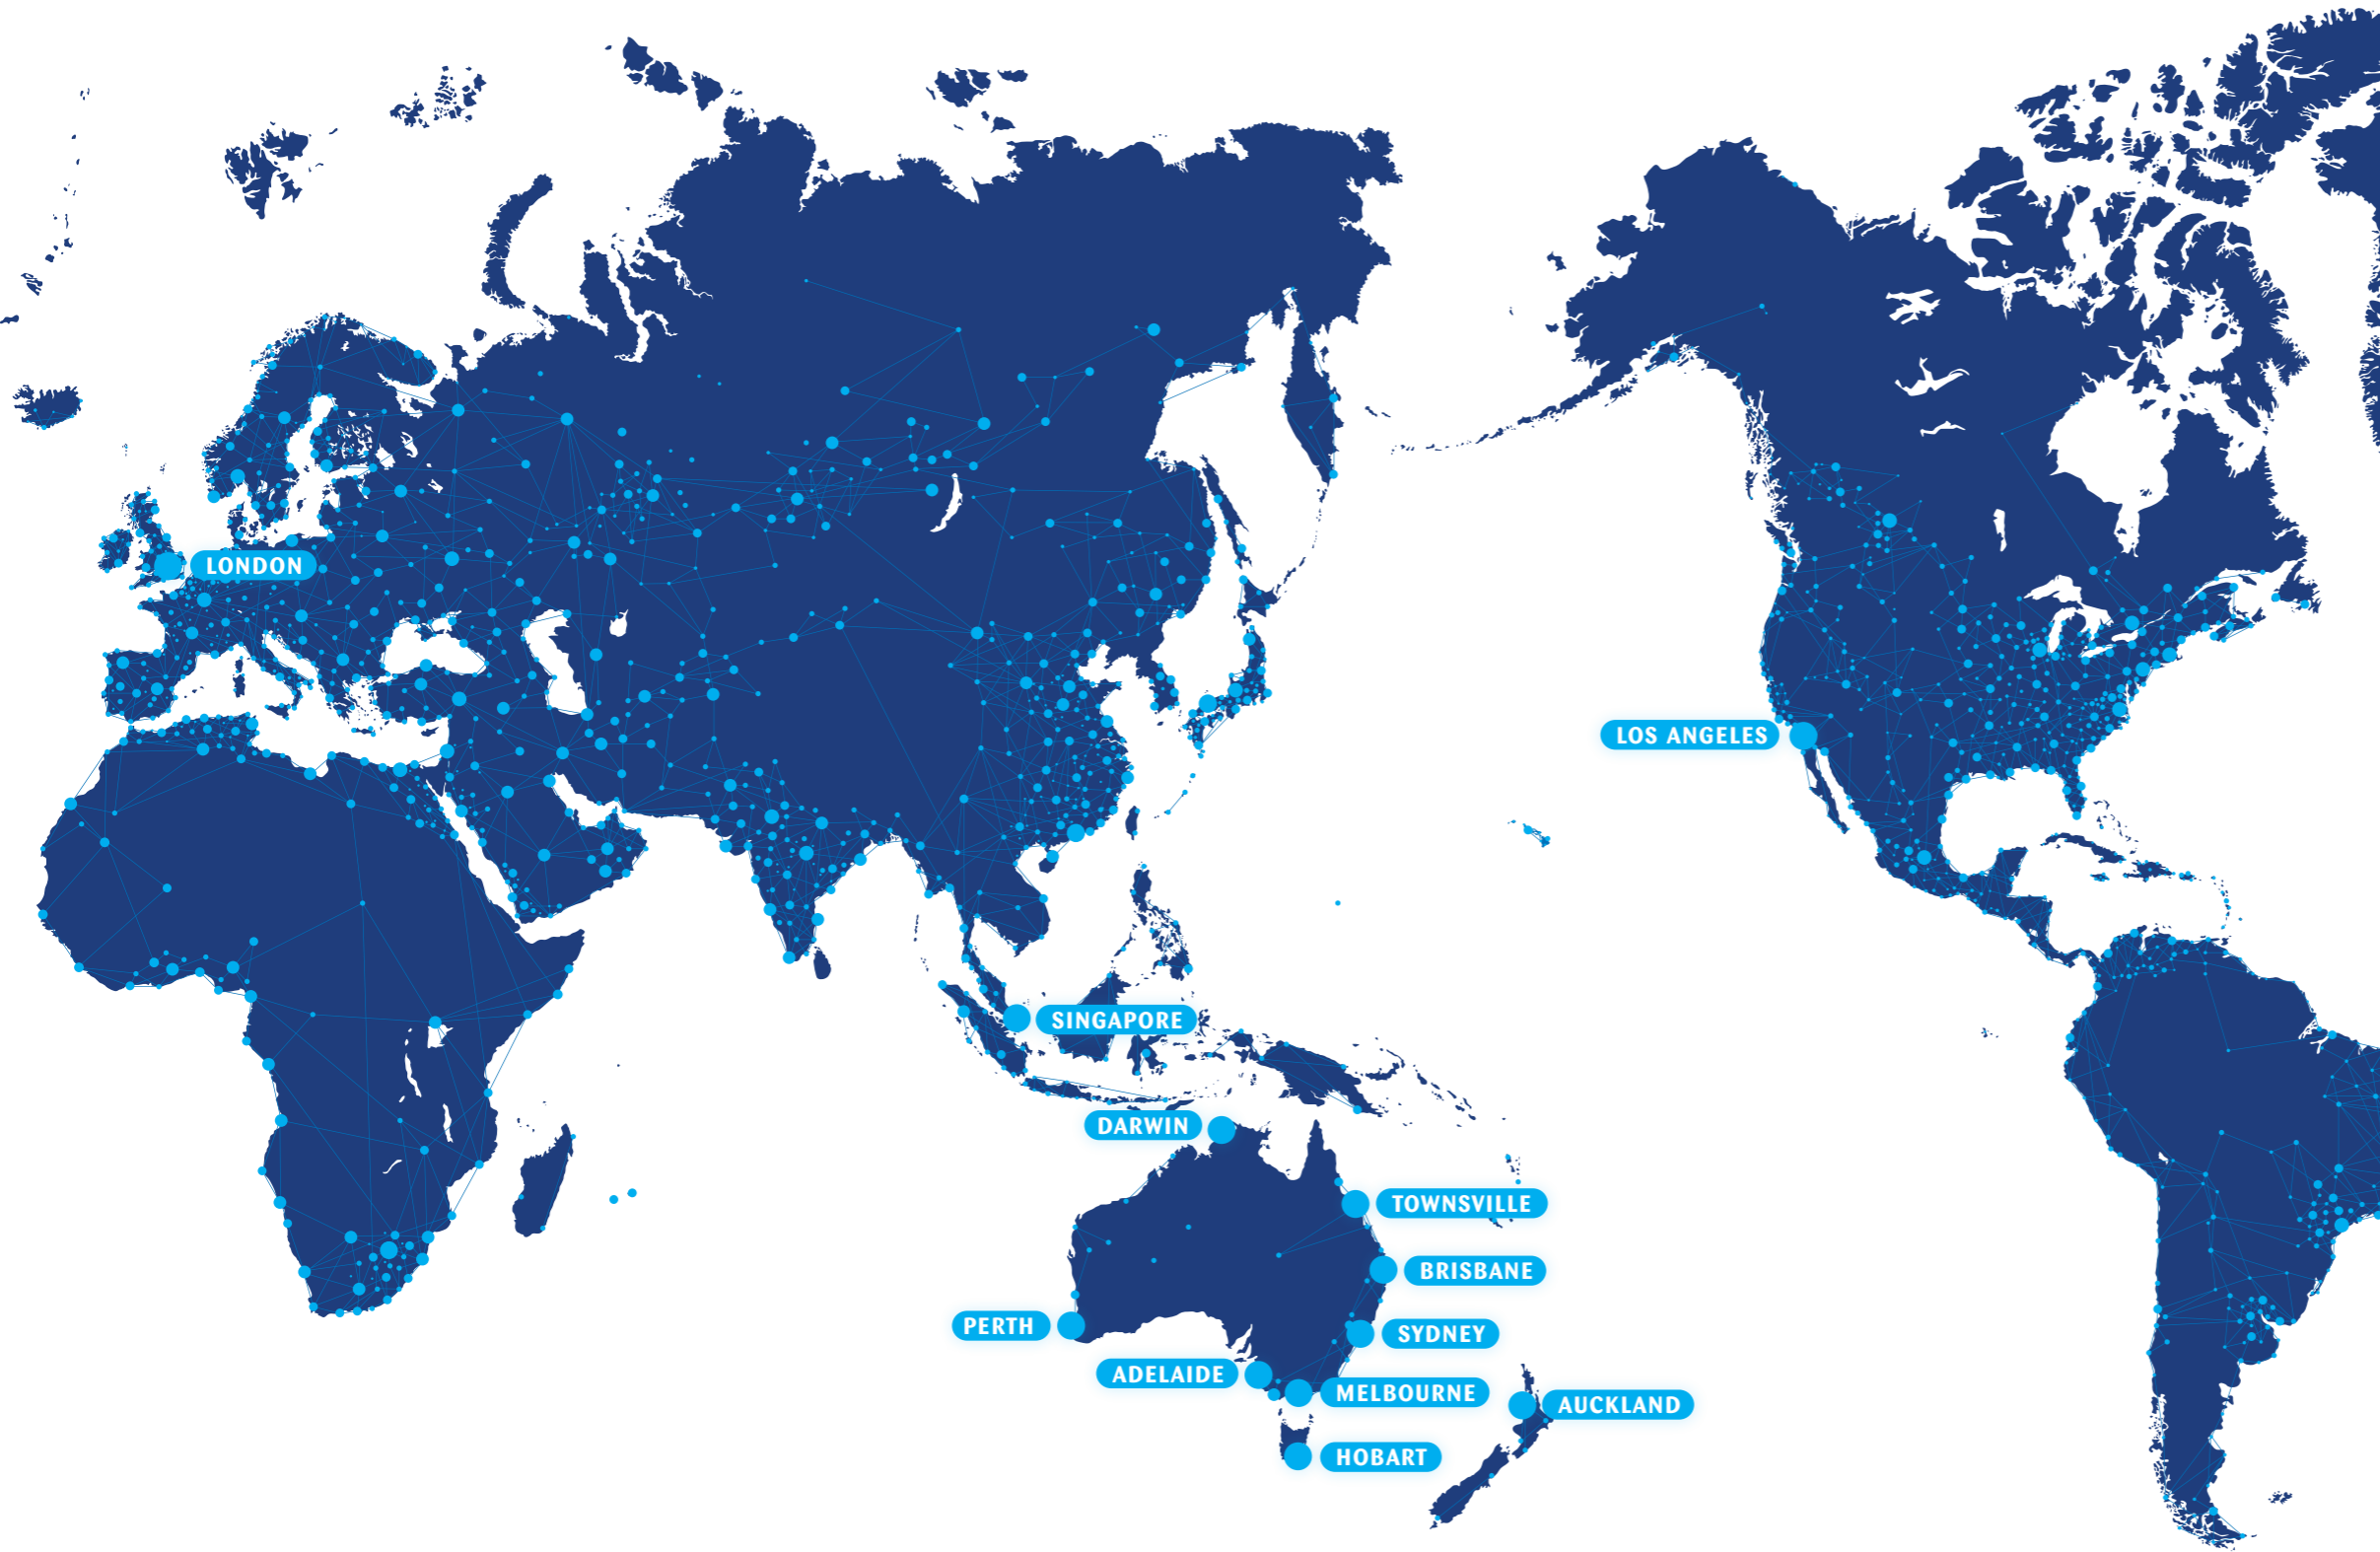 LONDON
LOS ANGELES
SINGAPORE
DARWIN
TOWNSVILLE
BRISBANE
PERTH
SYDNEY
ADELAIDE
MELBOURNE
AUCKLAND
HOBART